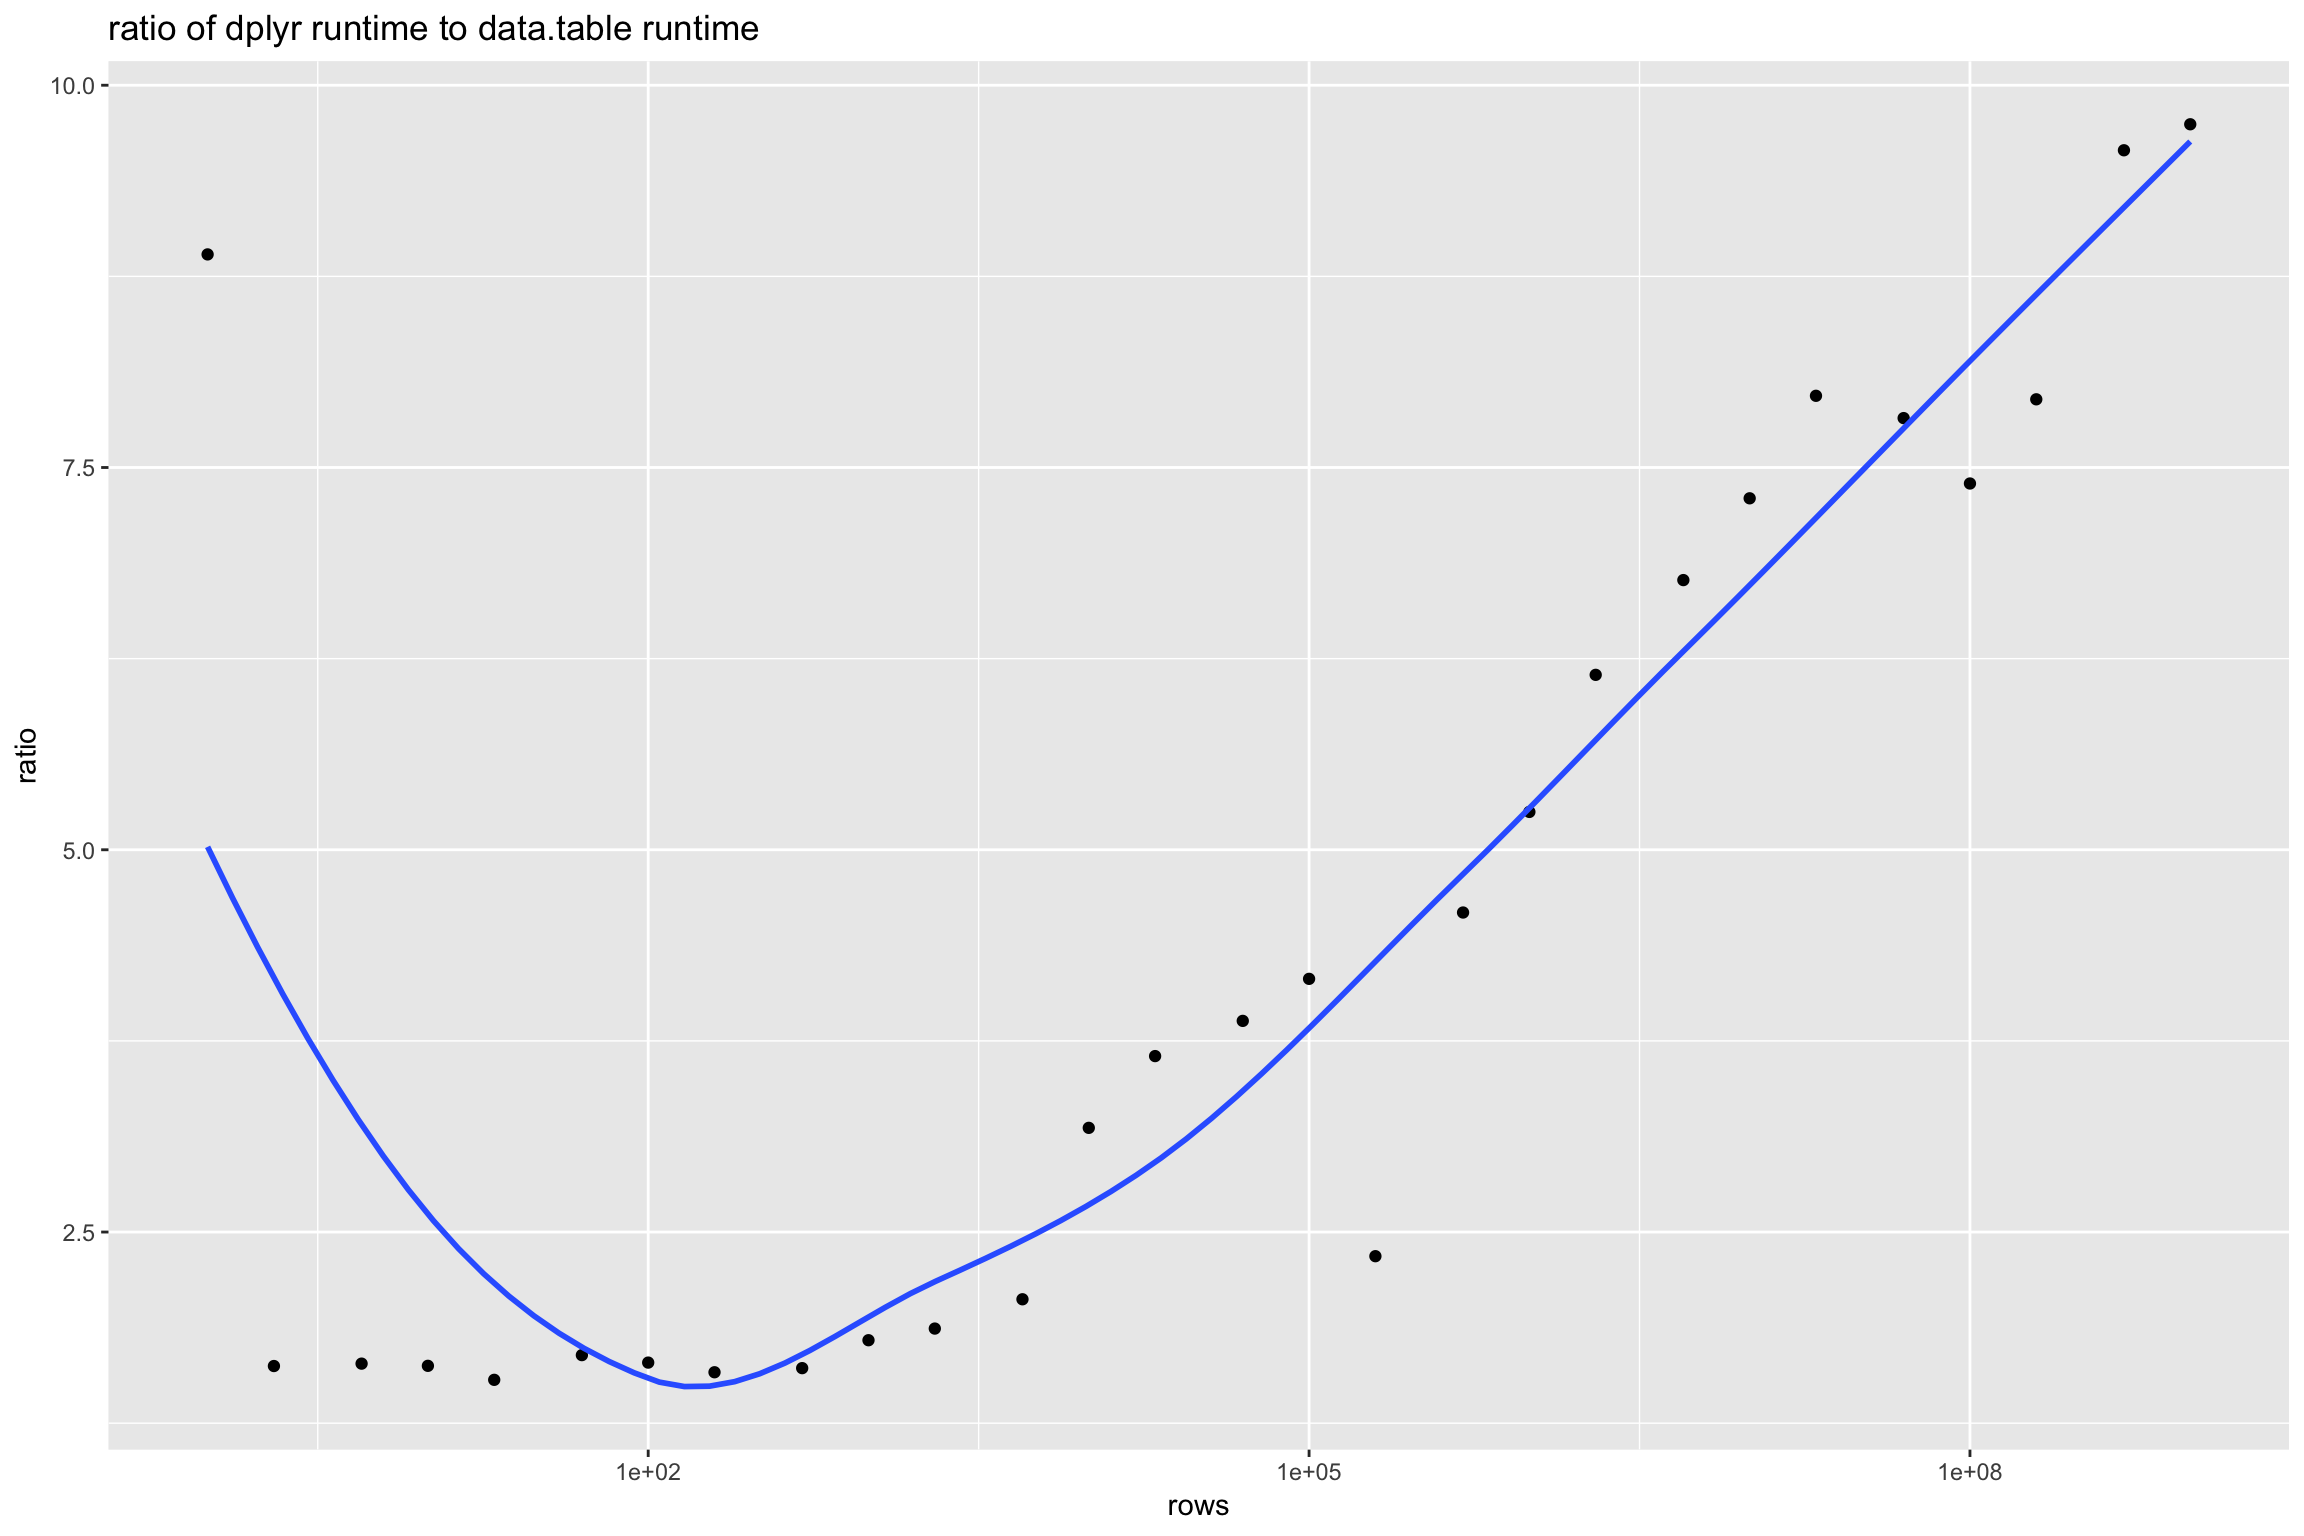 ratio of dplyr runtime to data.table runtime
10.0
7.5
5.0
2.5
ratio
1e+02 1e+05 1e+08
rows